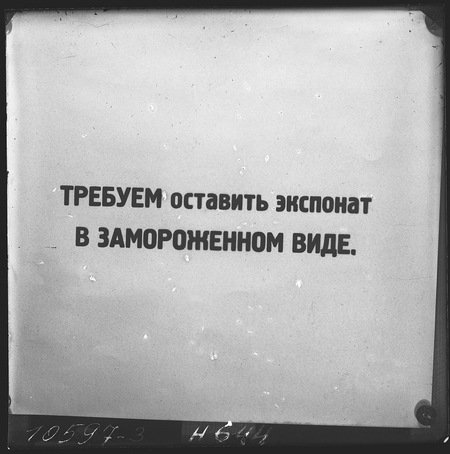 ТРЕБУЕМ оставить экспонат
В ЗАМОРОЖЕННОМ ВИДЕ.
10597-3 Н644